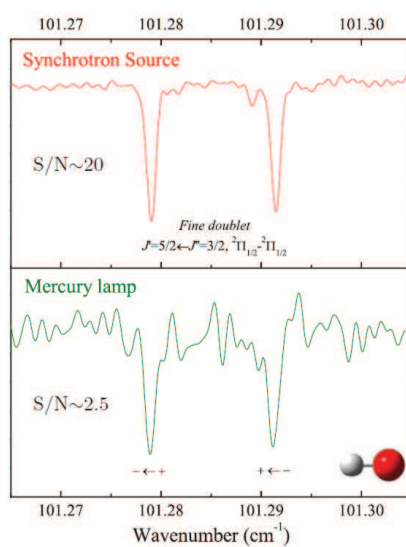 101.27 101.28 101.29 101.30
Synchrotron Source
S/N~20
Fine doublet
J'=5/2←J''=3/2, ²Π₁/₂-²Π₁/₂
Mercury lamp
S/N~2.5
−←+ +←−
101.27 101.28 101.29 101.30
Wavenumber (cm⁻¹)